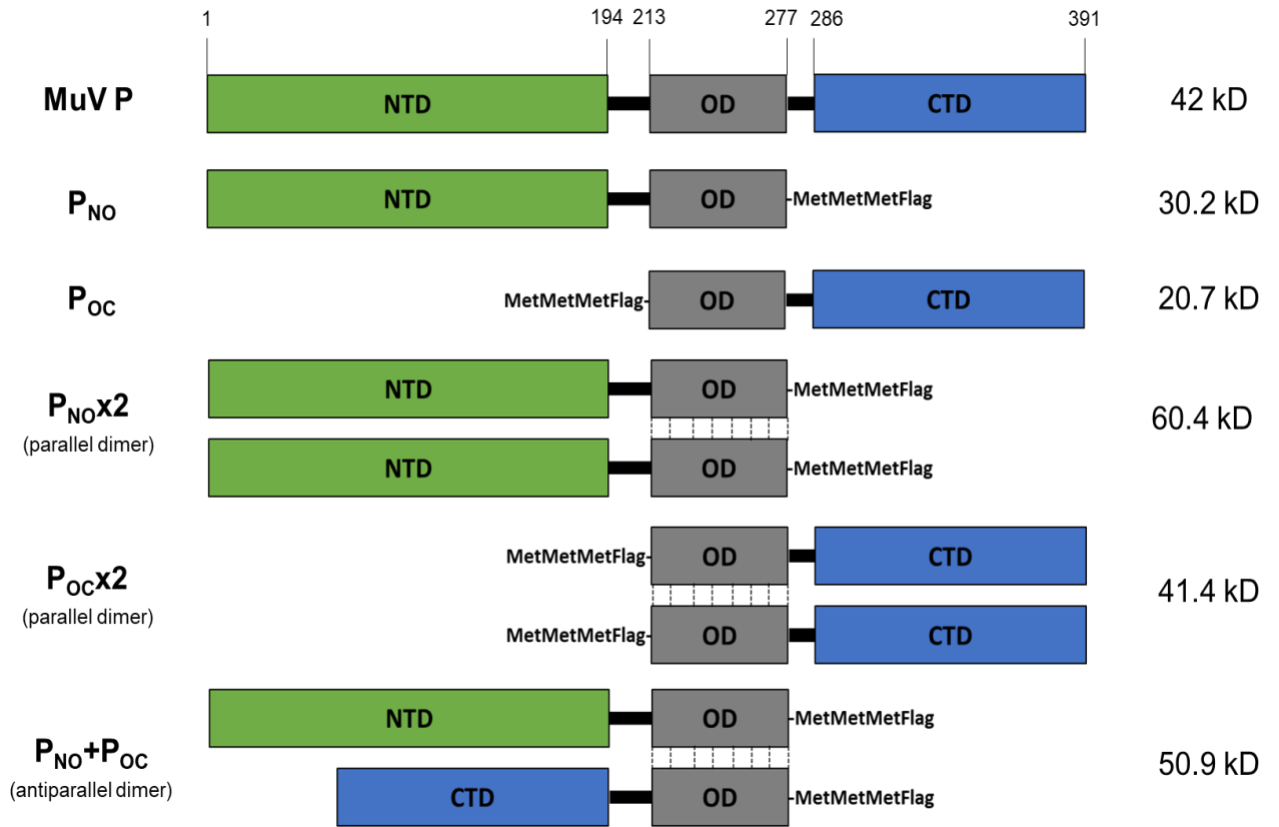 1 194 213 277 286 391
MuV P NTD OD CTD 42 kD
PNO NTD OD -MetMetMetFlag 30.2 kD
POC MetMetMetFlag- OD CTD 20.7 kD
PNOx2 (parallel dimer) 60.4 kD
NTD OD -MetMetMetFlag
NTD OD -MetMetMetFlag
POCx2 (parallel dimer) 41.4 kD
MetMetMetFlag- OD CTD
MetMetMetFlag- OD CTD
PNO+POC (antiparallel dimer) 50.9 kD
NTD OD -MetMetMetFlag
CTD OD -MetMetMetFlag